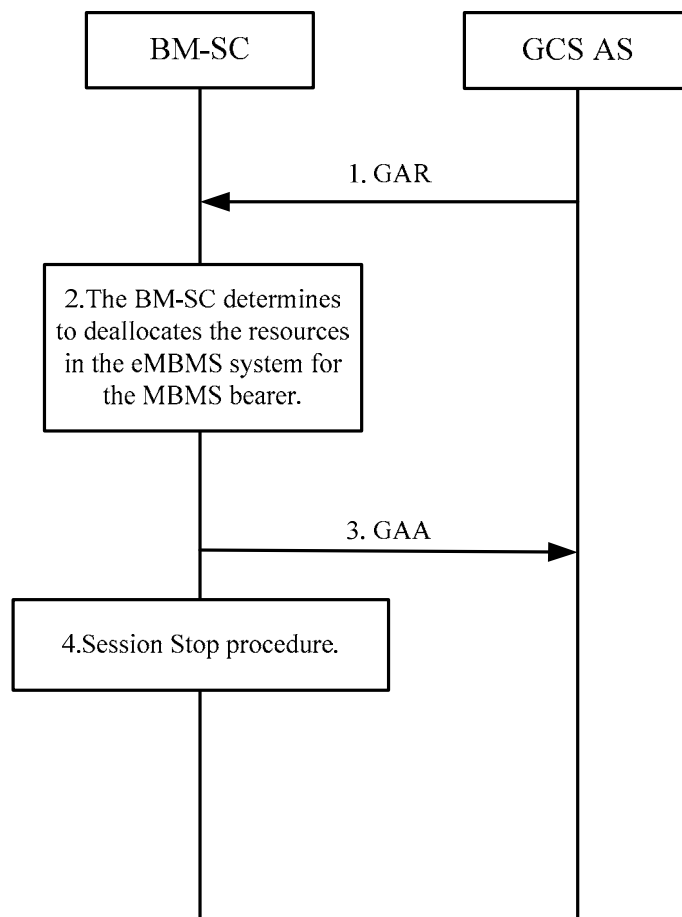 BM-SC
GCS AS
1. GAR
2.The BM-SC determines
to deallocates the resources
in the eMBMS system for
the MBMS bearer.
3. GAA
4.Session Stop procedure.